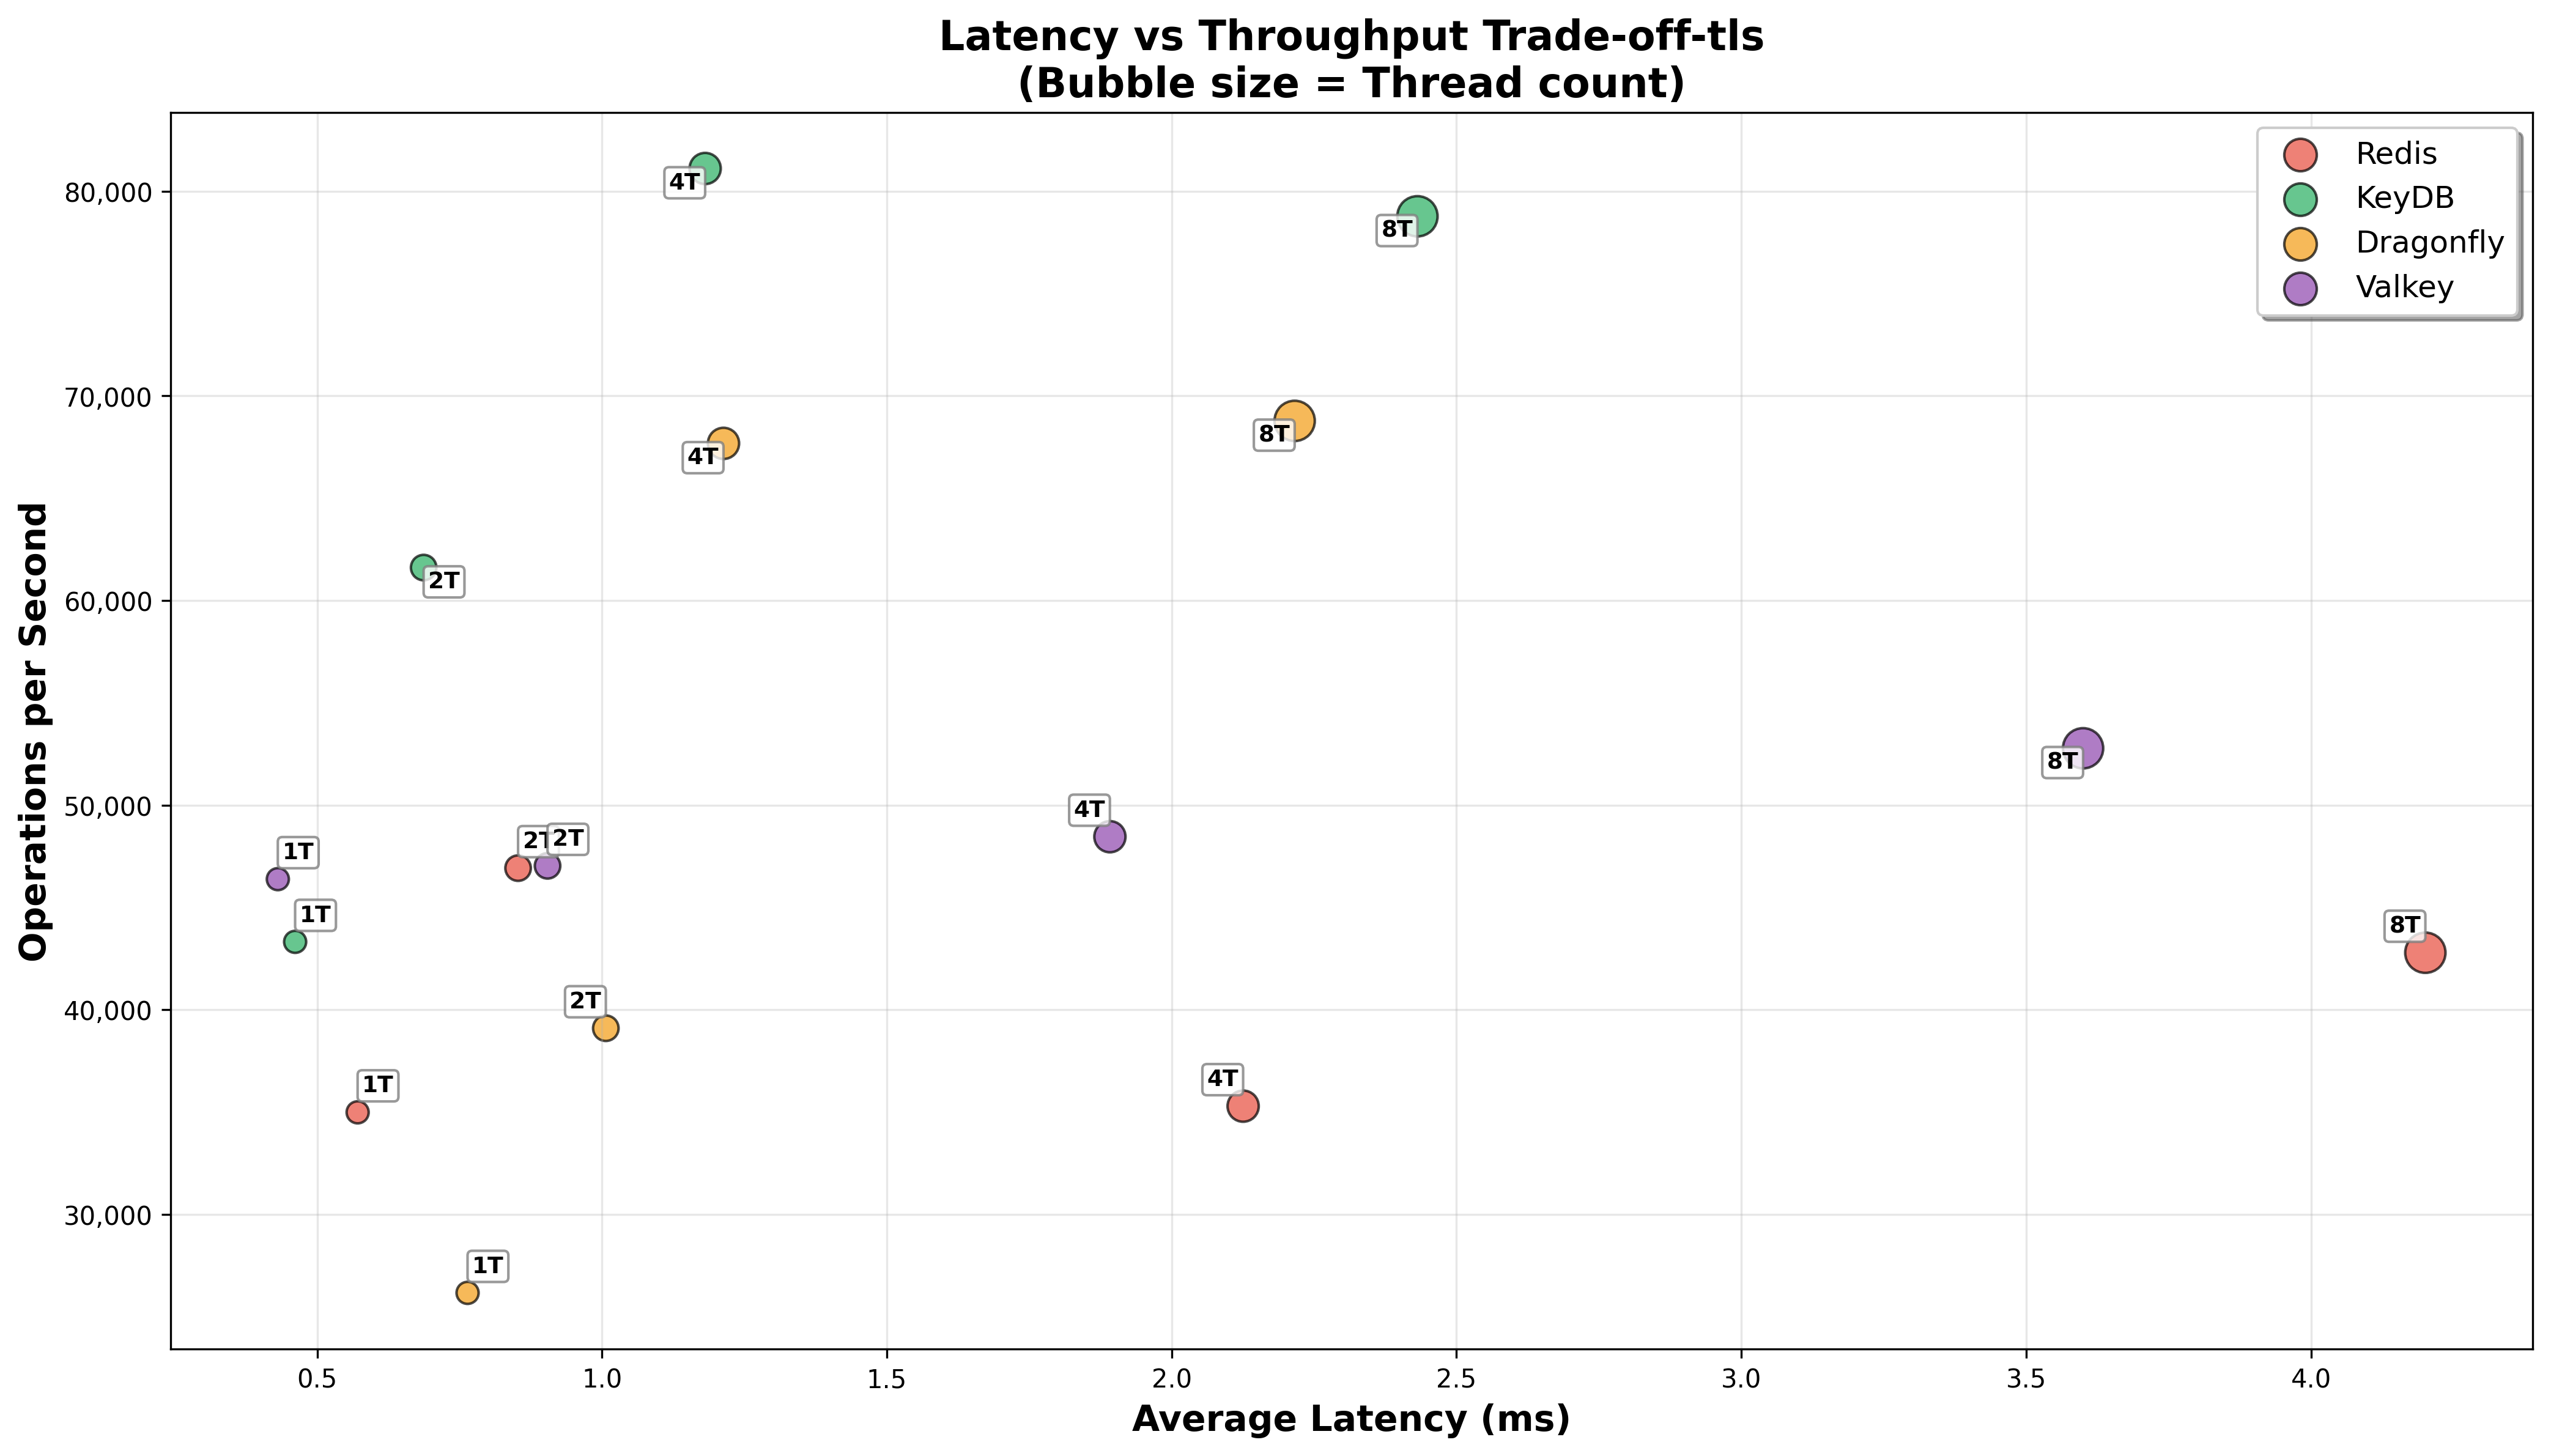 Latency vs Throughput Trade-off-tls
(Bubble size = Thread count)
Redis
KeyDB
Dragonfly
Valkey
Operations per Second
80,000
70,000
60,000
50,000
40,000
30,000
4T
8T
4T
8T
2T
8T
4T
2T
2T
1T
1T
8T
2T
4T
1T
1T
0.5
1.0
1.5
2.0
2.5
3.0
3.5
4.0
Average Latency (ms)